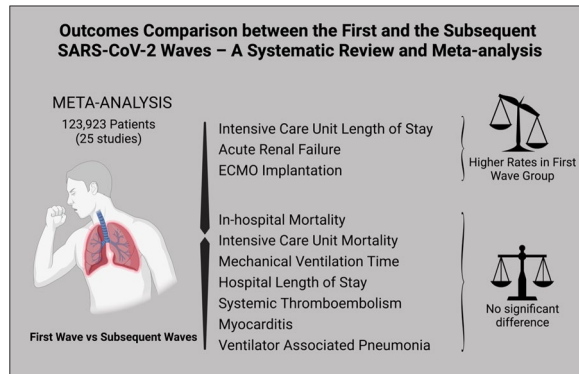 Outcomes Comparison between the First and the Subsequent
SARS-CoV-2 Waves – A Systematic Review and Meta-analysis
META-ANALYSIS
123,923 Patients
(25 studies)
First Wave vs Subsequent Waves
Intensive Care Unit Length of Stay
Acute Renal Failure
ECMO Implantation
Higher Rates in First
Wave Group
In-hospital Mortality
Intensive Care Unit Mortality
Mechanical Ventilation Time
Hospital Length of Stay
Systemic Thromboembolism
Myocarditis
Ventilator Associated Pneumonia
No significant
difference